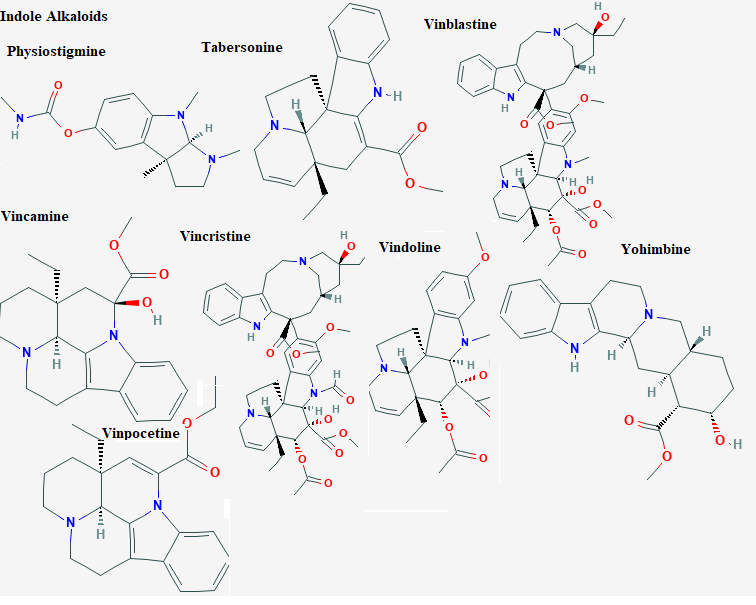 Indole Alkaloids
Physiostigmine
Tabersonine
Vinblastine
Vincamine
Vincristine
Vindoline
Yohimbine
Vinpocetine